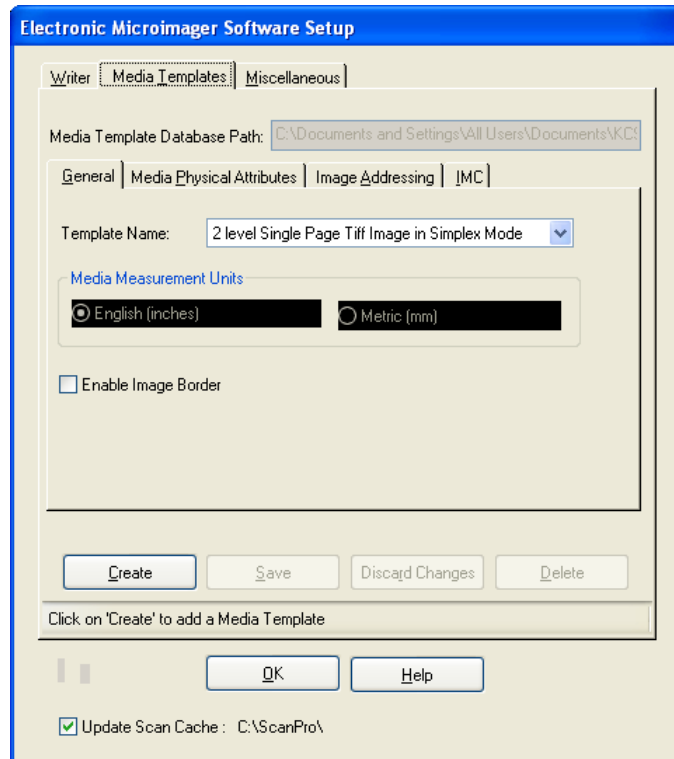 Electronic Microimager Software Setup
Writer Media Templates Miscellaneous
Media Template Database Path: C:\Documents and Settings\All Users\Documents\KCS
General Media Physical Attributes Image Addressing IMC
Template Name: 2 level Single Page Tiff Image in Simplex Mode
Media Measurement Units
English (inches) Metric (mm)
Enable Image Border
Create Save Discard Changes Delete
Click on 'Create' to add a Media Template
OK Help
Update Scan Cache : C:\ScanPro\